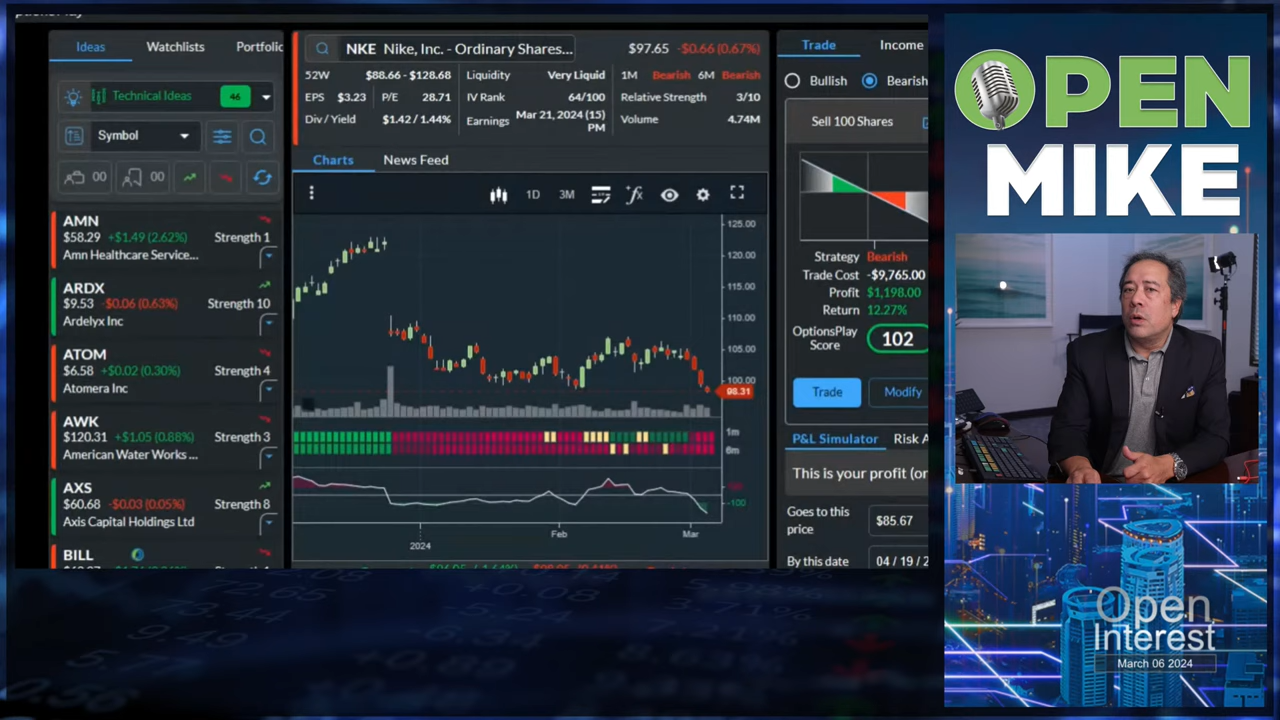 Ideas Watchlists Portfolio
Technical Ideas 46
Symbol
00 00
AMN
$58.29 +$1.49 (2.62%) Strength 1
Amn Healthcare Service...
ARDX
$9.53 -$0.06 (0.63%) Strength 10
Ardelyx Inc
ATOM
$6.58 +$0.02 (0.30%) Strength 4
Atomera Inc
AWK
$120.31 +$1.05 (0.88%) Strength 3
American Water Works ...
AXS
$60.68 -$0.03 (0.05%) Strength 8
Axis Capital Holdings Ltd
BILL
NKE Nike, Inc. - Ordinary Shares...
$97.65 -$0.66 (0.67%)
52W $88.66 - $128.68 Liquidity Very Liquid 1M Bearish 6M Bearish
EPS $3.23 P/E 28.71 IV Rank 64/100 Relative Strength 3/10
Div / Yield $1.42 / 1.44% Earnings Mar 21, 2024 (15) PM Volume 4.74M
Charts News Feed
1D 3M fx
125.00
120.00
115.00
110.00
105.00
100.00
98.31
1m
6m
-100
2024 Feb Mar
Trade Income
Bullish Bearish
Sell 100 Shares
Strategy Bearish
Trade Cost -$9,765.00
Profit $1,198.00
Return 12.27%
OptionsPlay
Score 102
Trade Modify
P&L Simulator Risk A
This is your profit (or
Goes to this
price $85.67
By this date 04 / 19 / 2
OPEN
MIKE
Open
Interest
March 06 2024